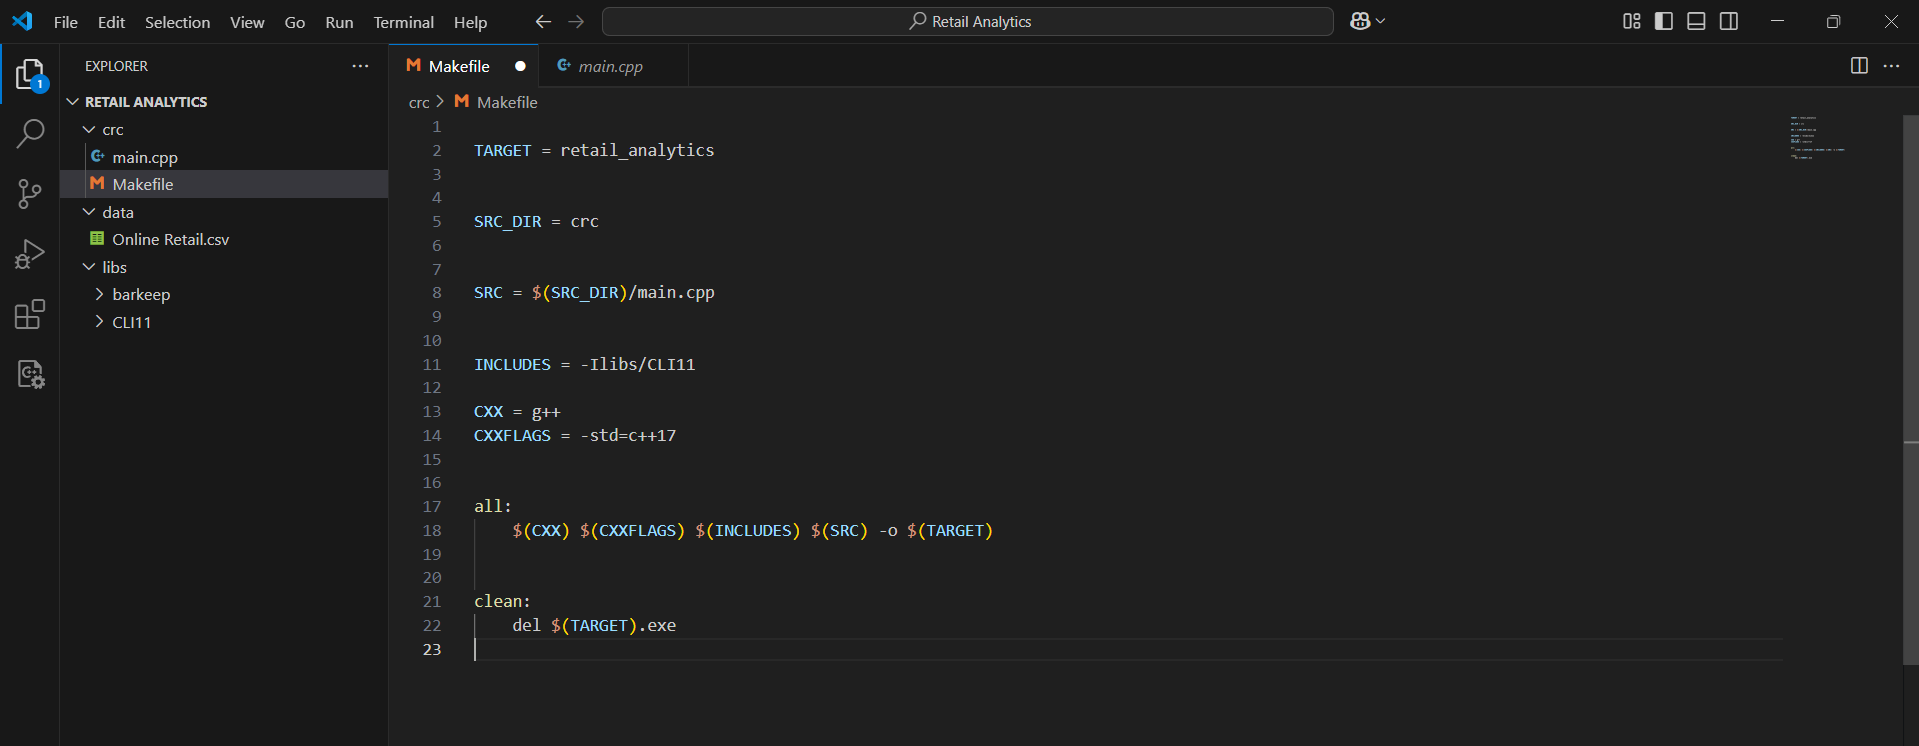 File Edit Selection View Go Run Terminal Help Retail Analytics
EXPLORER
1
RETAIL ANALYTICS
crc
main.cpp
Makefile
data
Online Retail.csv
libs
barkeep
CLI11
Makefile main.cpp
crc > Makefile
1
2 TARGET = retail_analytics
3
4
5 SRC_DIR = crc
6
7
8 SRC = $(SRC_DIR)/main.cpp
9
10
11 INCLUDES = -Ilibs/CLI11
12
13 CXX = g++
14 CXXFLAGS = -std=c++17
15
16
17 all:
18 $(CXX) $(CXXFLAGS) $(INCLUDES) $(SRC) -o $(TARGET)
19
20
21 clean:
22 del $(TARGET).exe
23